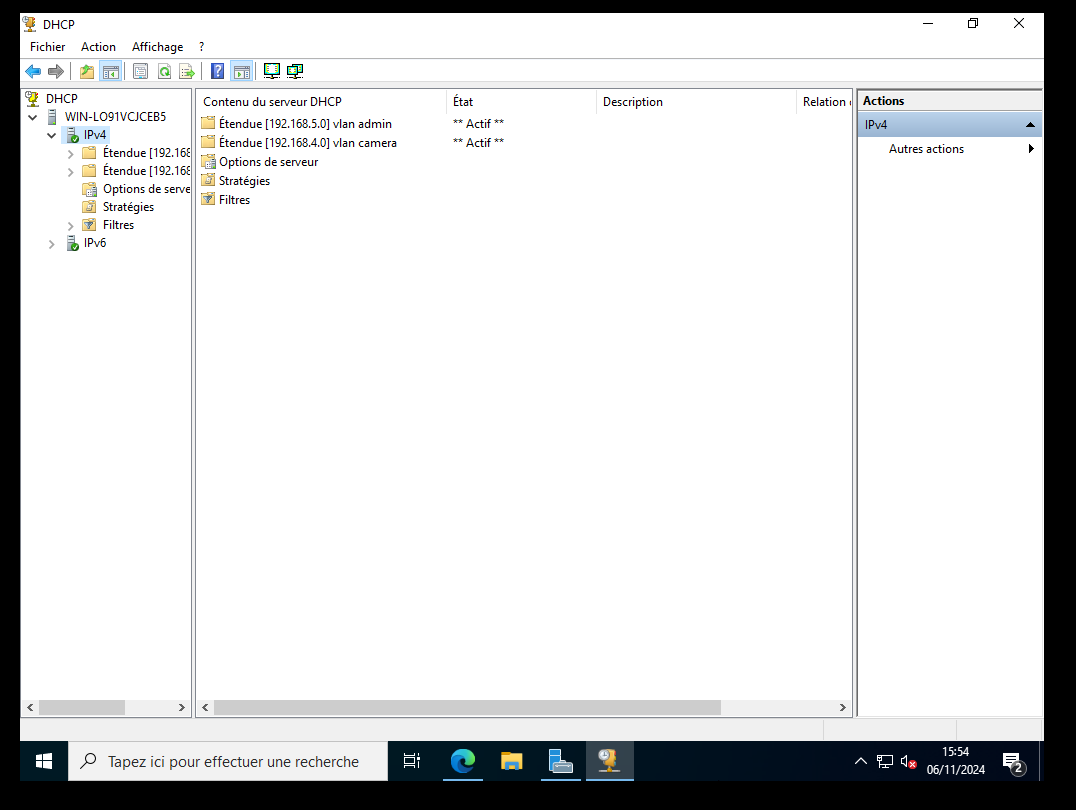 DHCP
Fichier Action Affichage ?
DHCP
WIN-LO91VCJCEB5
IPv4
Étendue [192.168
Étendue [192.168
Options de serve
Stratégies
Filtres
IPv6
Contenu du serveur DHCP État Description Relation
Étendue [192.168.5.0] vlan admin ** Actif **
Étendue [192.168.4.0] vlan camera ** Actif **
Options de serveur
Stratégies
Filtres
Actions
IPv4
Autres actions
Tapez ici pour effectuer une recherche
15:54
06/11/2024
2